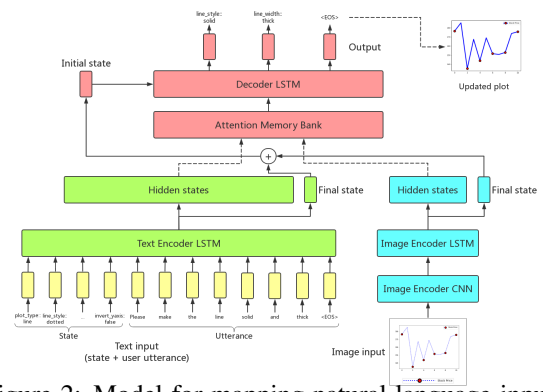 line_style: line_width: <EOS>
solid thick
Output
Initial state
Decoder LSTM
Updated plot
Attention Memory Bank
+
Hidden states Final state Hidden states Final state
Text Encoder LSTM Image Encoder LSTM
Image Encoder CNN
plot_type: line_style: ... invert_yaxis: Please make the line solid and thick <EOS>
line dotted false
State Utterance
Text input
(state + user utterance)
Image input
igure 2: Model for mapping natural language inpu